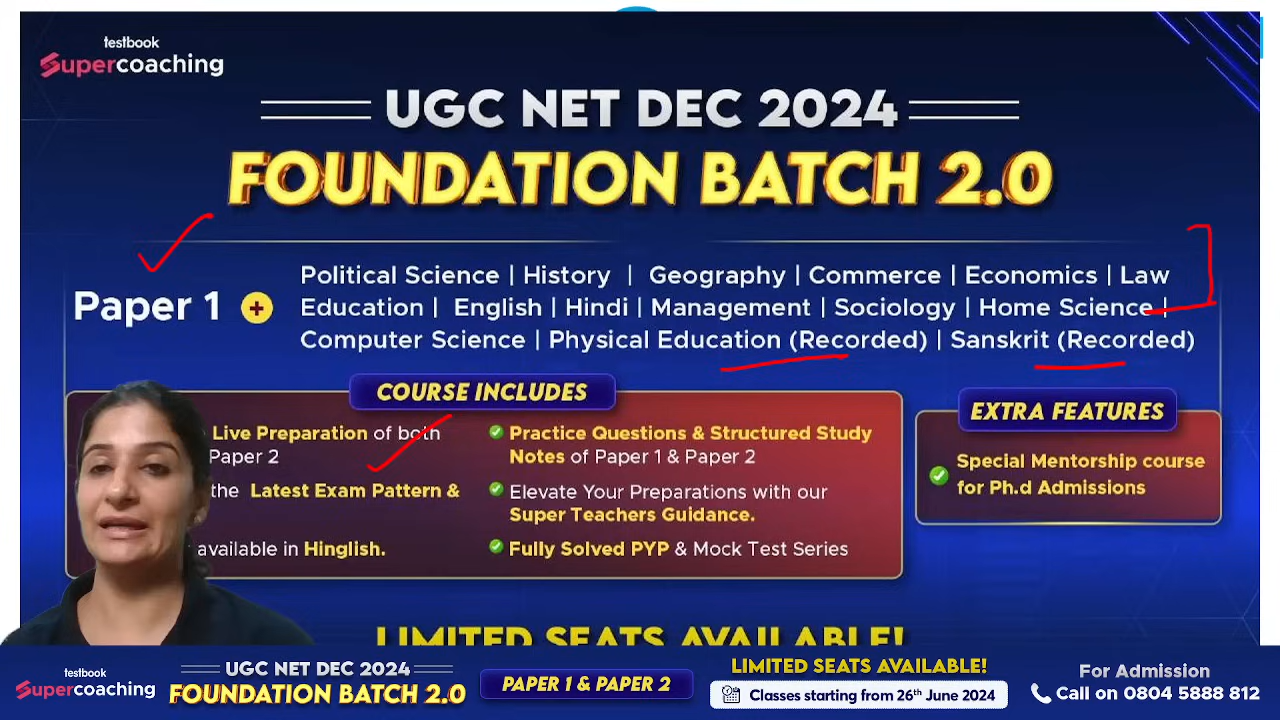 testbook
Supercoaching
UGC NET DEC 2024
FOUNDATION BATCH 2.0
Paper 1 +
Political Science | History | Geography | Commerce | Economics | Law
Education | English | Hindi | Management | Sociology | Home Science |
Computer Science | Physical Education (Recorded) | Sanskrit (Recorded)
COURSE INCLUDES
Live Preparation of both
Paper 2
the Latest Exam Pattern &
available in Hinglish.
Practice Questions & Structured Study
Notes of Paper 1 & Paper 2
Elevate Your Preparations with our
Super Teachers Guidance.
Fully Solved PYP & Mock Test Series
EXTRA FEATURES
Special Mentorship course
for Ph.d Admissions
LIMITED SEATS AVAILABLE!
testbook
Supercoaching
UGC NET DEC 2024
FOUNDATION BATCH 2.0
PAPER 1 & PAPER 2
LIMITED SEATS AVAILABLE!
Classes starting from 26th June 2024
For Admission
Call on 0804 5888 812